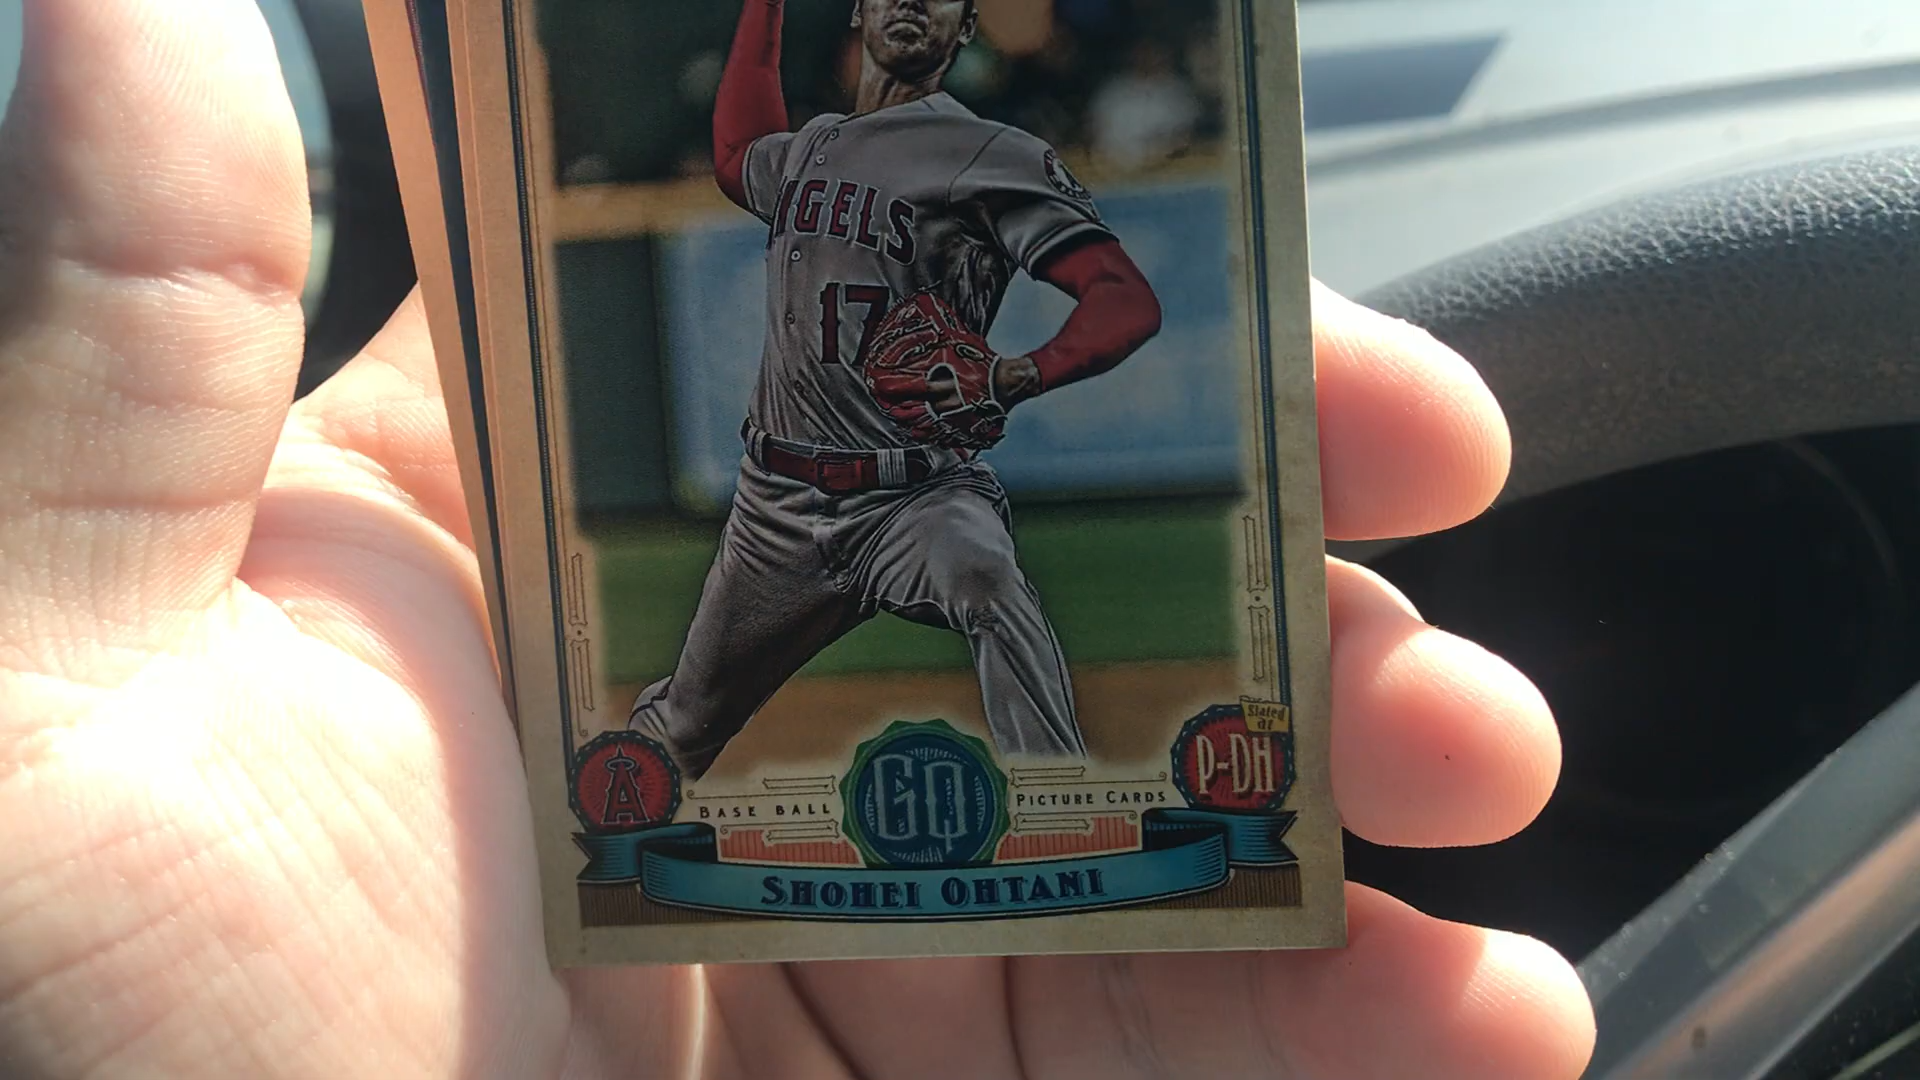 ANGELS
17
Slated
at
P-DH
A
BASE BALL
GQ
PICTURE CARDS
SHOHEI OHTANI